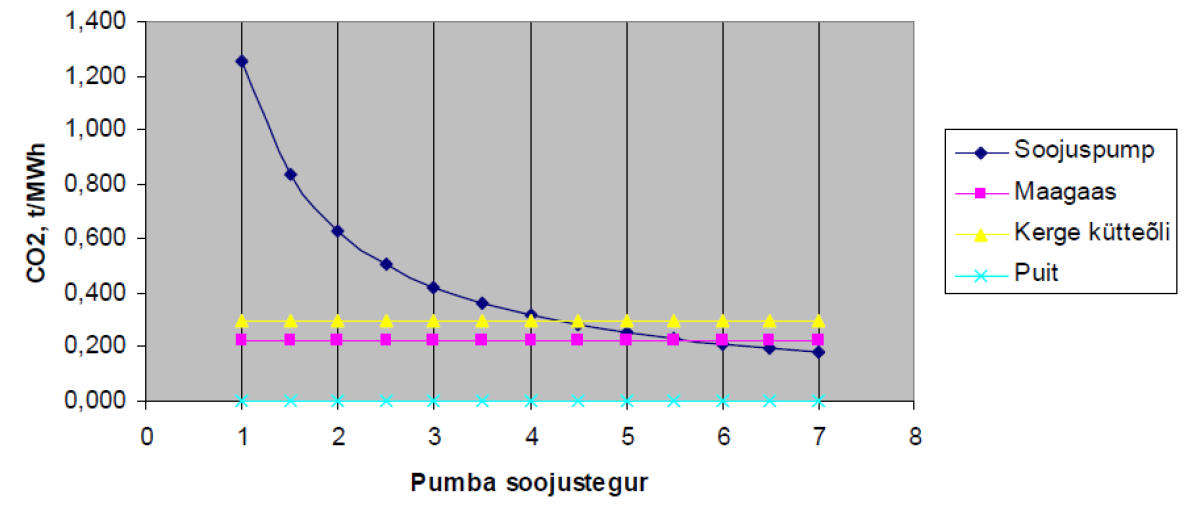 1,400
1,200
1,000
0,800
0,600
0,400
0,200
0,000
CO2, t/MWh
0 1 2 3 4 5 6 7 8
Pumba soojustegur
Soojuspump
Maagaas
Kerge kütteõli
Puit